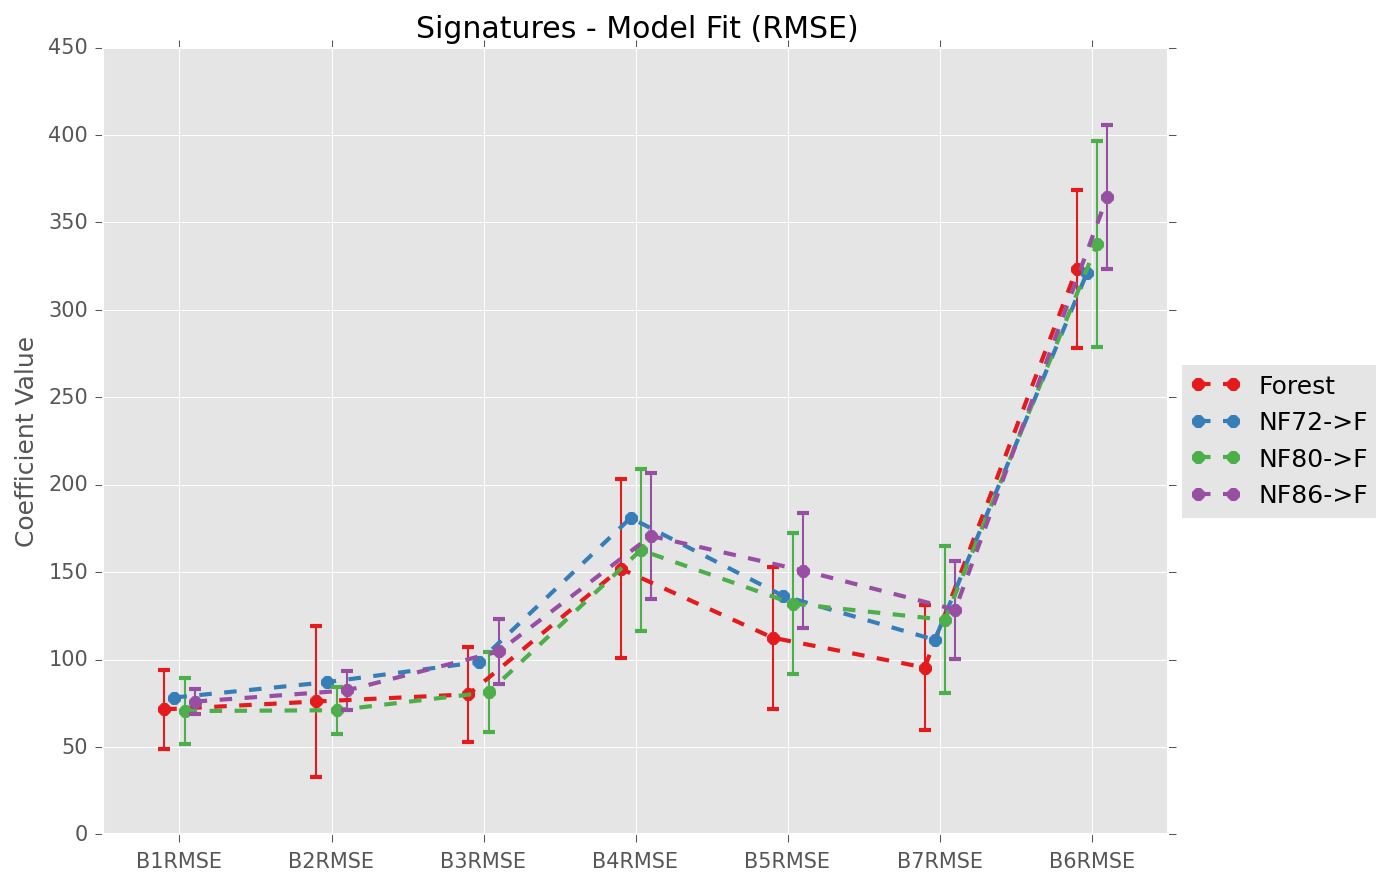 Signatures - Model Fit (RMSE)
450
400
350
300
250
200
150
100
50
0
Coefficient Value
B1RMSE B2RMSE B3RMSE B4RMSE B5RMSE B7RMSE B6RMSE
Forest
NF72->F
NF80->F
NF86->F